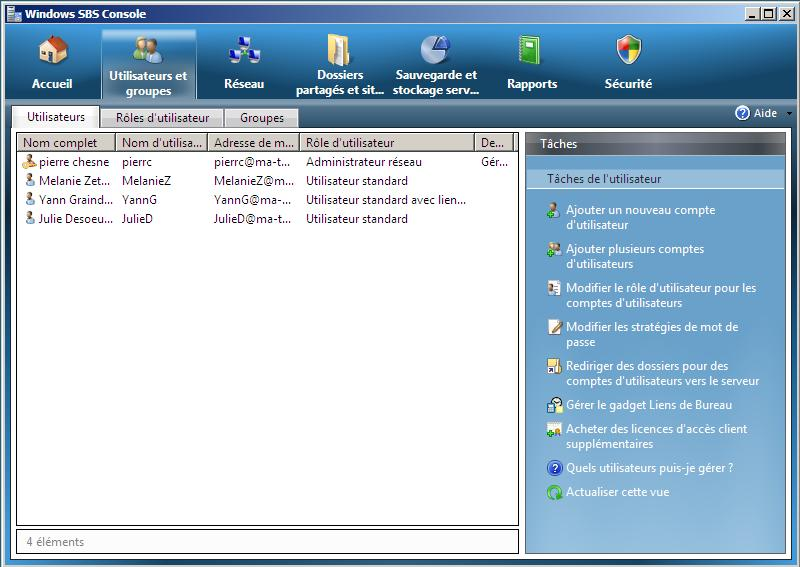 Windows SBS Console
Accueil
Utilisateurs et
groupes
Réseau
Dossiers
partagés et sit...
Sauvegarde et
stockage serv...
Rapports
Sécurité
Utilisateurs
Rôles d'utilisateur
Groupes
Aide
Nom complet Nom d'utilisa... Adresse de m... Rôle d'utilisateur De...
pierre chesne pierrc pierrc@ma-t... Administrateur réseau Gér...
Melanie Zet... MelanieZ MelanieZ@m... Utilisateur standard
Yann Graind... YannG YannG@ma-... Utilisateur standard avec lien...
Julie Desoeu... JulieD JulieD@ma-t... Utilisateur standard
4 éléments
Tâches
Tâches de l'utilisateur
Ajouter un nouveau compte
d'utilisateur
Ajouter plusieurs comptes
d'utilisateurs
Modifier le rôle d'utilisateur pour les
comptes d'utilisateurs
Modifier les stratégies de mot de
passe
Rediriger des dossiers pour des
comptes d'utilisateurs vers le serveur
Gérer le gadget Liens de Bureau
Acheter des licences d'accès client
supplémentaires
Quels utilisateurs puis-je gérer ?
Actualiser cette vue